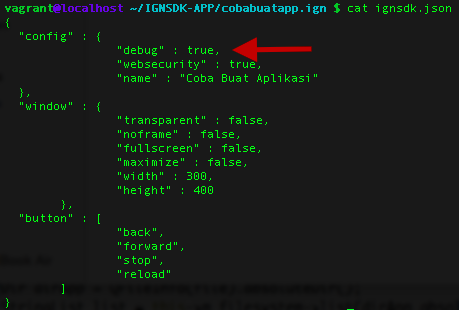 vagrant@localhost ~/IGNSDK-APP/cobabuatapp.ign $ cat ignsdk.json
{
"config" : {
"debug" : true,
"websecurity" : true,
"name" : "Coba Buat Aplikasi"
},
"window" : {
"transparent" : false,
"noframe" : false,
"fullscreen" : false,
"maximize" : false,
"width" : 300,
"height" : 400
},
"button" : [
"back",
"forward",
"stop",
"reload"
]
}